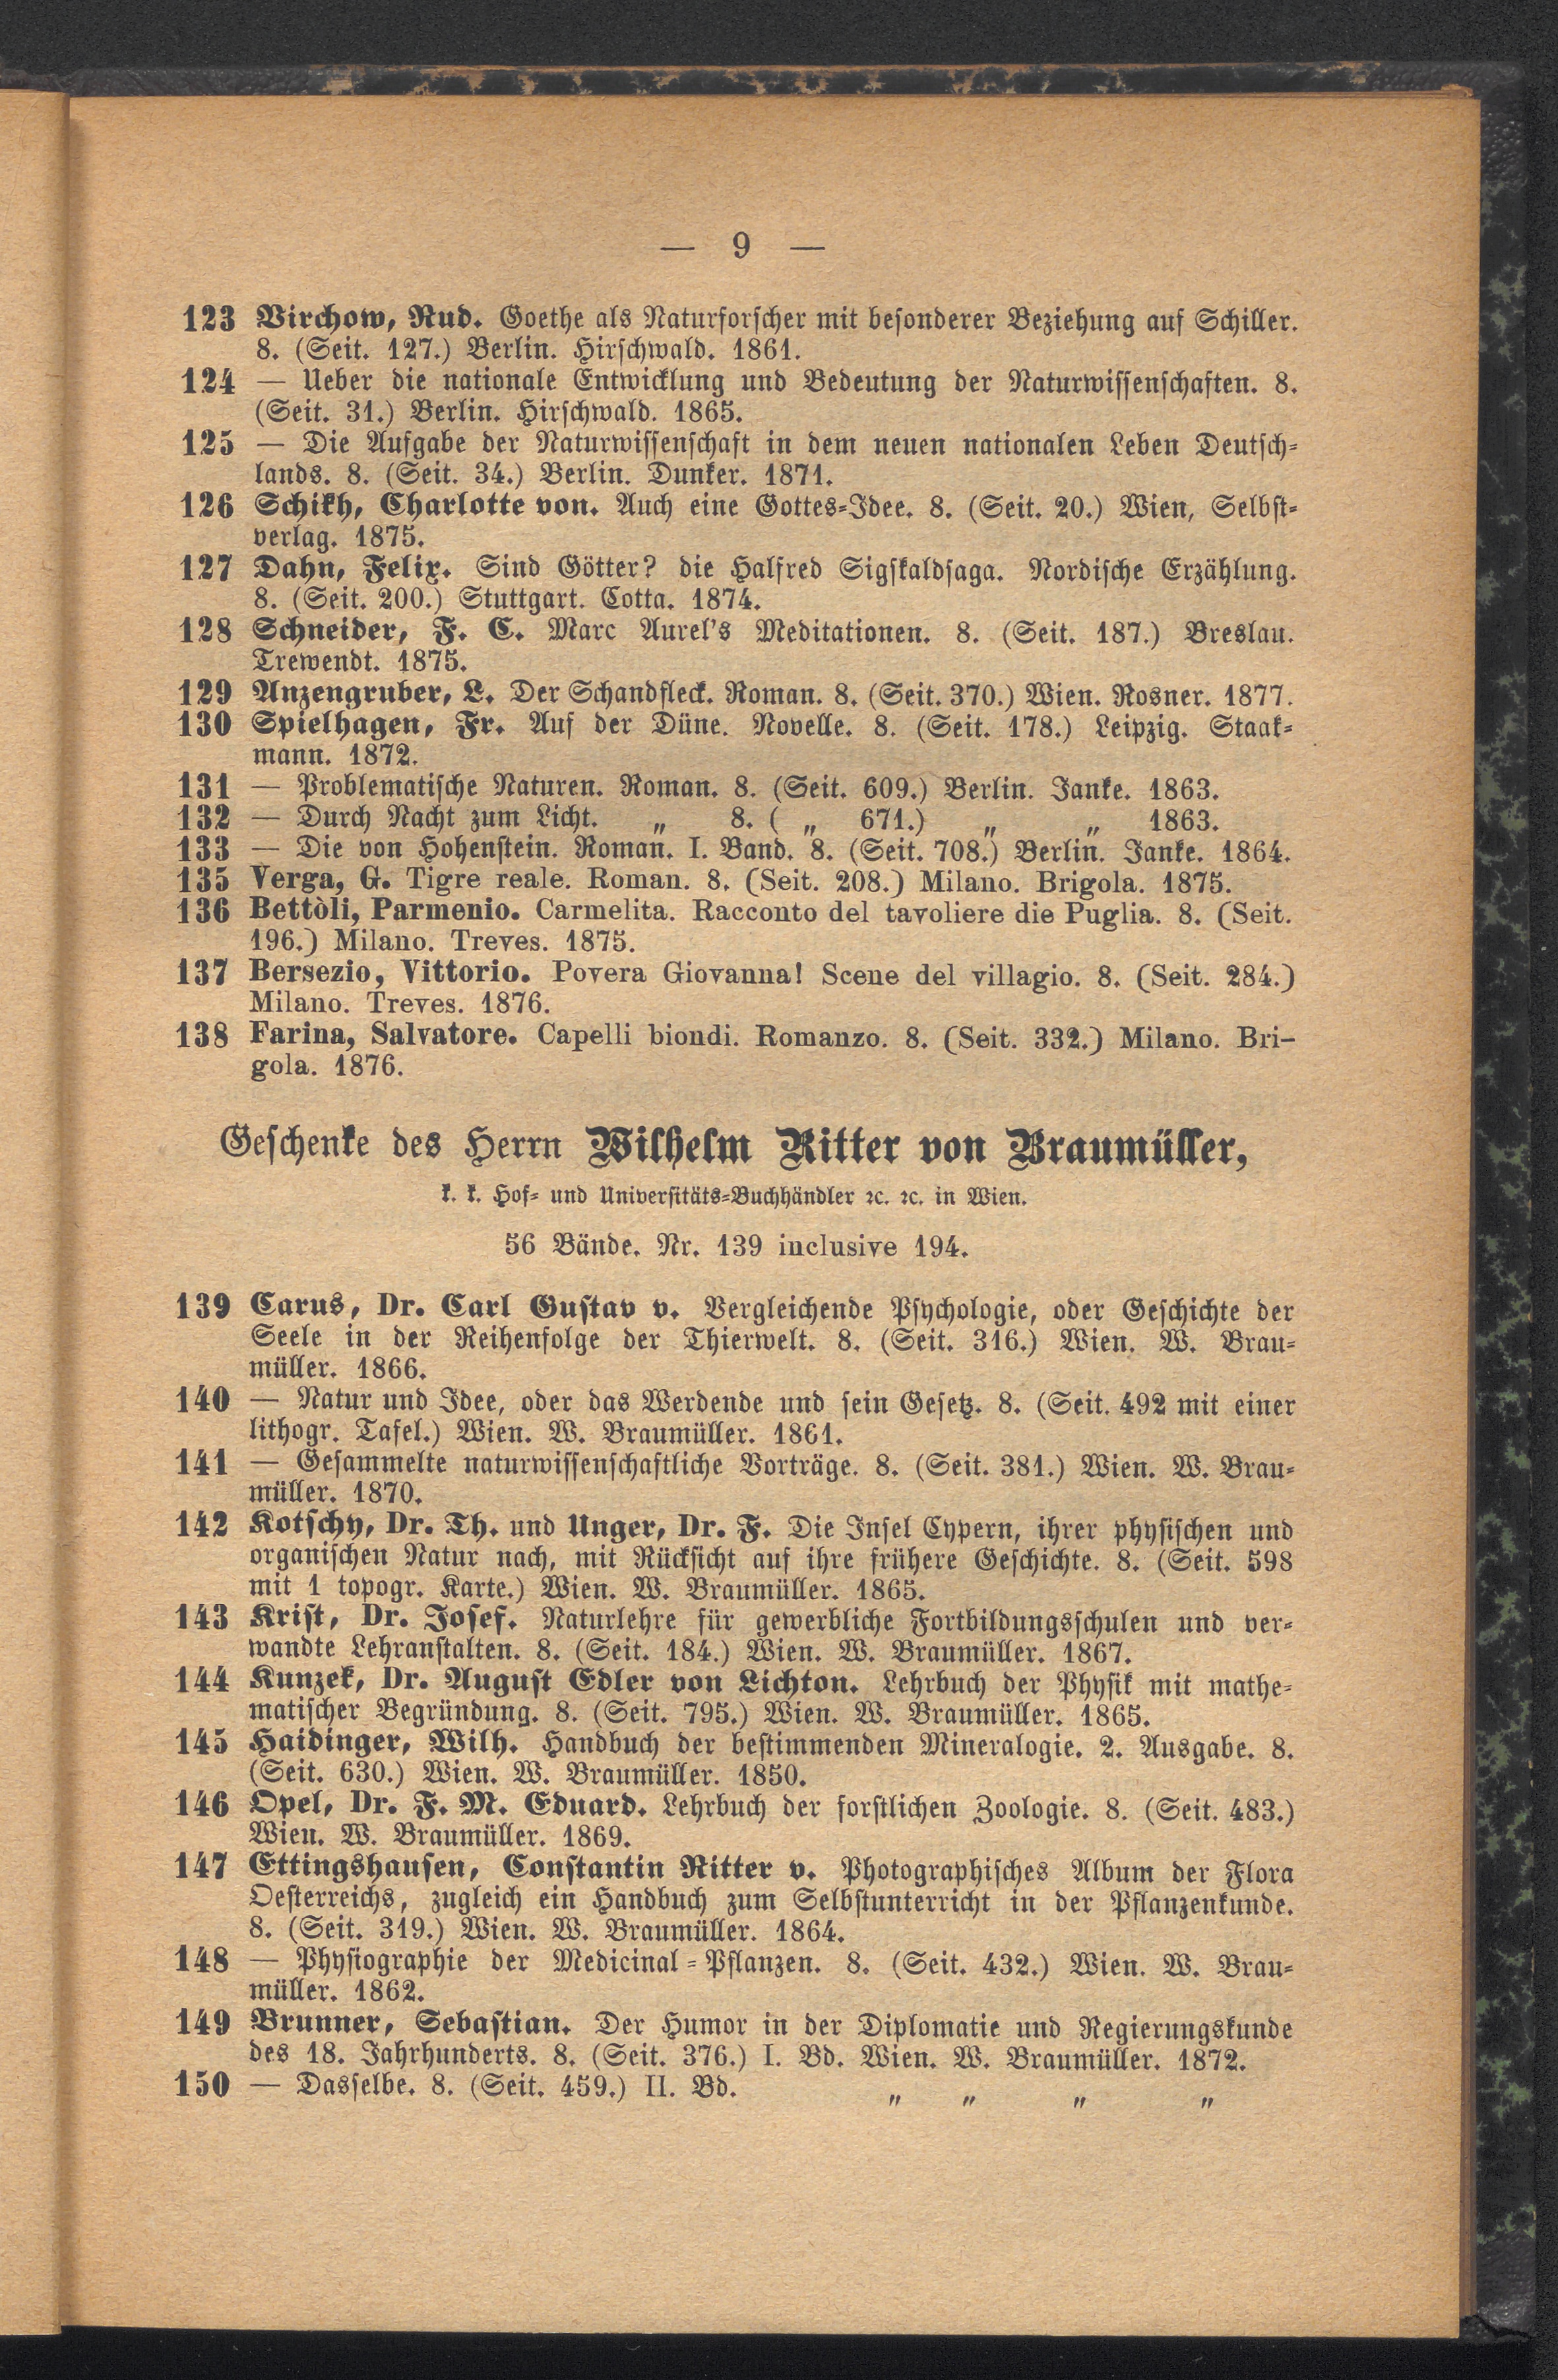 — 9 —
123 Virchow, Rud. Goethe als Naturforscher mit besonderer Beziehung auf Schiller.
8. (Seit. 127.) Berlin. Hirschwald. 1861.
124 — Ueber die nationale Entwicklung und Bedeutung der Naturwissenschaften. 8.
(Seit. 31.) Berlin. Hirschwald. 1865.
125 — Die Aufgabe der Naturwissenschaft in dem neuen nationalen Leben Deutsch-
lands. 8. (Seit. 34.) Berlin. Dunker. 1871.
126 Schikh, Charlotte von. Auch eine Gottes-Idee. 8. (Seit. 20.) Wien, Selbst-
verlag. 1875.
127 Dahn, Felix. Sind Götter? die Halfred Sigskaldsaga. Nordische Erzählung.
8. (Seit. 200.) Stuttgart. Cotta. 1874.
128 Schneider, F. C. Marc Aurel's Meditationen. 8. (Seit. 187.) Breslau.
Trewendt. 1875.
129 Anzengruber, L. Der Schandfleck. Roman. 8. (Seit. 370.) Wien. Rosner. 1877.
130 Spielhagen, Fr. Auf der Düne. Novelle. 8. (Seit. 178.) Leipzig. Staak-
mann. 1872.
131 — Problematische Naturen. Roman. 8. (Seit. 609.) Berlin. Janke. 1863.
132 — Durch Nacht zum Licht. „ 8. ( „ 671.) „ „ 1863.
133 — Die von Hohenstein. Roman. I. Band. 8. (Seit. 708.) Berlin. Janke. 1864.
135 Verga, G. Tigre reale. Roman. 8. (Seit. 208.) Milano. Brigola. 1875.
136 Bettòli, Parmenio. Carmelita. Racconto del tavoliere die Puglia. 8. (Seit.
196.) Milano. Treves. 1875.
137 Bersezio, Vittorio. Povera Giovanna! Scene del villagio. 8. (Seit. 284.)
Milano. Treves. 1876.
138 Farina, Salvatore. Capelli biondi. Romanzo. 8. (Seit. 332.) Milano. Bri-
gola. 1876.
Geschenke des Herrn Wilhelm Ritter von Braumüller,
k. k. Hof- und Universitäts-Buchhändler ꝛc. ꝛc. in Wien.
56 Bände. Nr. 139 inclusive 194.
139 Carus, Dr. Carl Gustav v. Vergleichende Psychologie, oder Geschichte der
Seele in der Reihenfolge der Thierwelt. 8. (Seit. 316.) Wien. W. Brau-
müller. 1866.
140 — Natur und Idee, oder das Werdende und sein Gesetz. 8. (Seit. 492 mit einer
lithogr. Tafel.) Wien. W. Braumüller. 1861.
141 — Gesammelte naturwissenschaftliche Vorträge. 8. (Seit. 381.) Wien. W. Brau-
müller. 1870.
142 Kotschy, Dr. Th. und Unger, Dr. F. Die Insel Cypern, ihrer physischen und
organischen Natur nach, mit Rücksicht auf ihre frühere Geschichte. 8. (Seit. 598
mit 1 topogr. Karte.) Wien. W. Braumüller. 1865.
143 Krist, Dr. Josef. Naturlehre für gewerbliche Fortbildungsschulen und ver-
wandte Lehranstalten. 8. (Seit. 184.) Wien. W. Braumüller. 1867.
144 Kunzek, Dr. August Edler von Lichton. Lehrbuch der Physik mit mathe-
matischer Begründung. 8. (Seit. 795.) Wien. W. Braumüller. 1865.
145 Haidinger, Wilh. Handbuch der bestimmenden Mineralogie. 2. Ausgabe. 8.
(Seit. 630.) Wien. W. Braumüller. 1850.
146 Opel, Dr. F. M. Eduard. Lehrbuch der forstlichen Zoologie. 8. (Seit. 483.)
Wien. W. Braumüller. 1869.
147 Ettingshausen, Constantin Ritter v. Photographisches Album der Flora
Oesterreichs, zugleich ein Handbuch zum Selbstunterricht in der Pflanzenkunde.
8. (Seit. 319.) Wien. W. Braumüller. 1864.
148 — Physiographie der Medicinal-Pflanzen. 8. (Seit. 432.) Wien. W. Brau-
müller. 1862.
149 Brunner, Sebastian. Der Humor in der Diplomatie und Regierungskunde
des 18. Jahrhunderts. 8. (Seit. 376.) I. Bd. Wien. W. Braumüller. 1872.
150 — Dasselbe. 8. (Seit. 459.) II. Bd. „ „ „ „